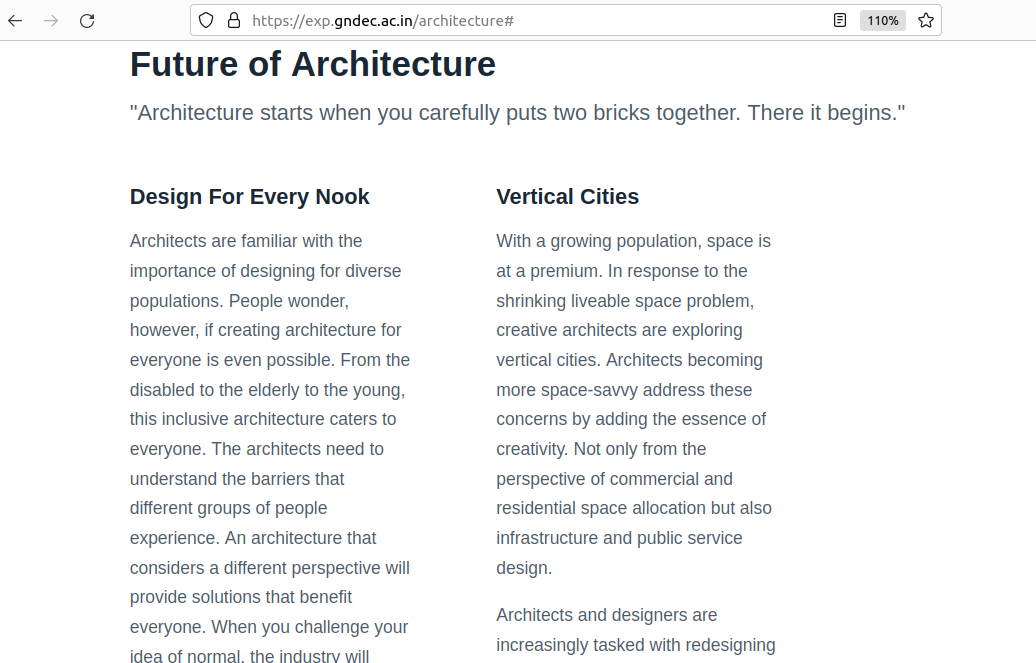 https://exp.gndec.ac.in/architecture#
110%
Future of Architecture
"Architecture starts when you carefully puts two bricks together. There it begins."
Design For Every Nook
Architects are familiar with the
importance of designing for diverse
populations. People wonder,
however, if creating architecture for
everyone is even possible. From the
disabled to the elderly to the young,
this inclusive architecture caters to
everyone. The architects need to
understand the barriers that
different groups of people
experience. An architecture that
considers a different perspective will
provide solutions that benefit
everyone. When you challenge your
idea of normal, the industry will
Vertical Cities
With a growing population, space is
at a premium. In response to the
shrinking liveable space problem,
creative architects are exploring
vertical cities. Architects becoming
more space-savvy address these
concerns by adding the essence of
creativity. Not only from the
perspective of commercial and
residential space allocation but also
infrastructure and public service
design.
Architects and designers are
increasingly tasked with redesigning